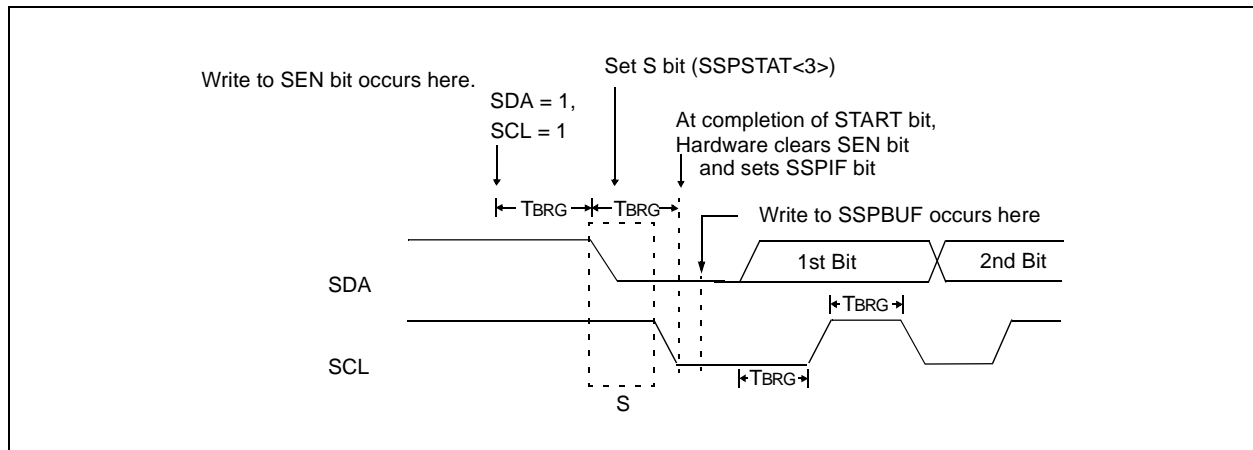 Write to SEN bit occurs here.
Set S bit (SSPSTAT<3>)
SDA = 1,
SCL = 1
At completion of START bit,
Hardware clears SEN bit
and sets SSPIF bit
TBRG
TBRG
Write to SSPBUF occurs here
SDA
1st Bit
2nd Bit
TBRG
SCL
TBRG
S